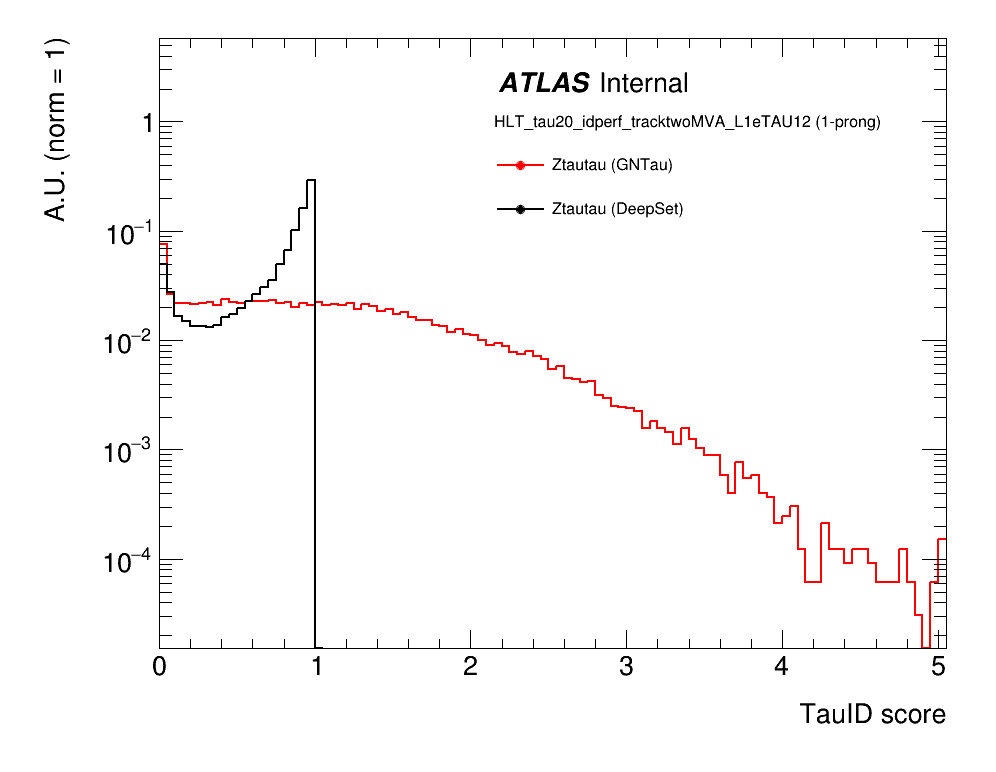 A.U. (norm = 1)
ATLAS Internal
HLT_tau20_idperf_tracktwoMVA_L1eTAU12 (1-prong)
Ztautau (GNTau)
Ztautau (DeepSet)
1
10⁻¹
10⁻²
10⁻³
10⁻⁴
0 1 2 3 4 5
TauID score